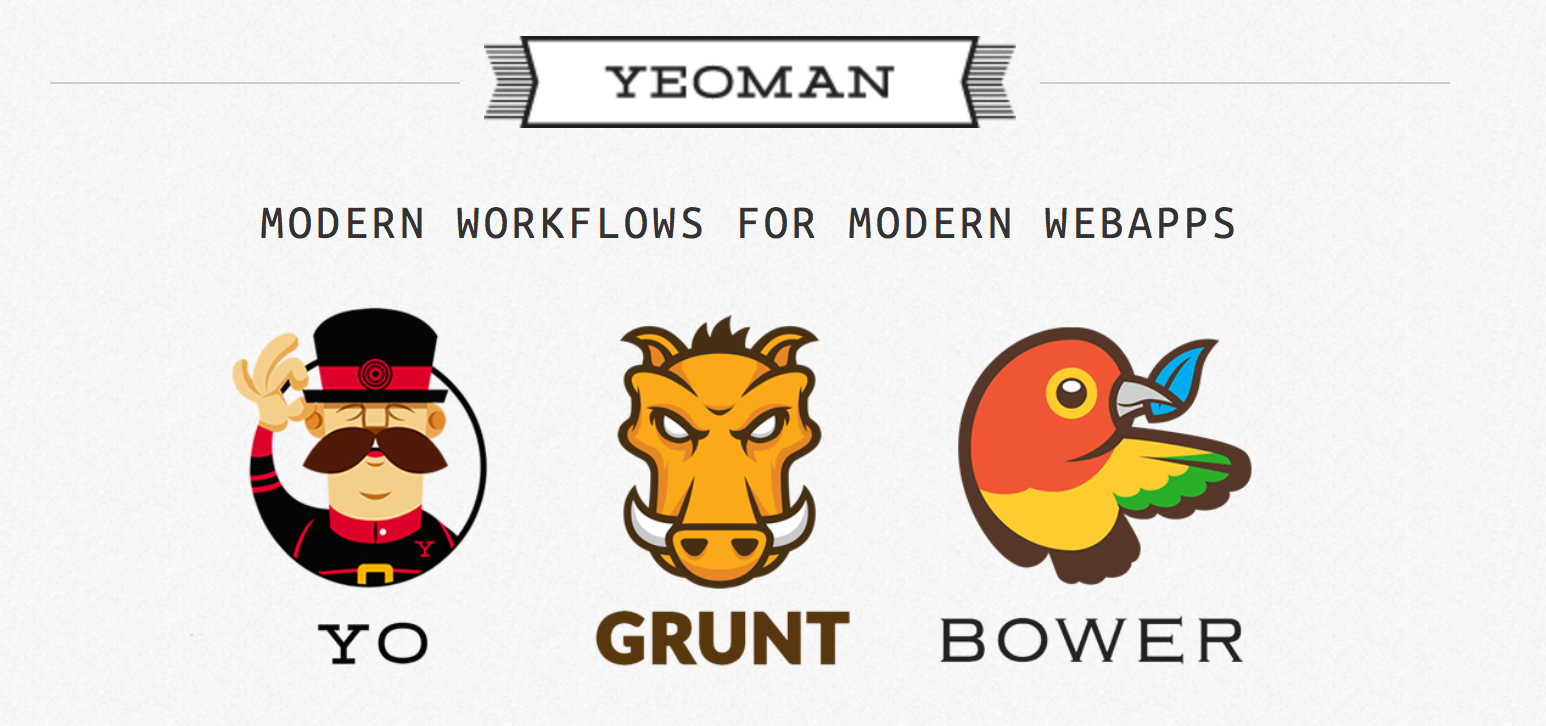 YEOMAN
MODERN WORKFLOWS FOR MODERN WEBAPPS
Y
YO
GRUNT
BOWER